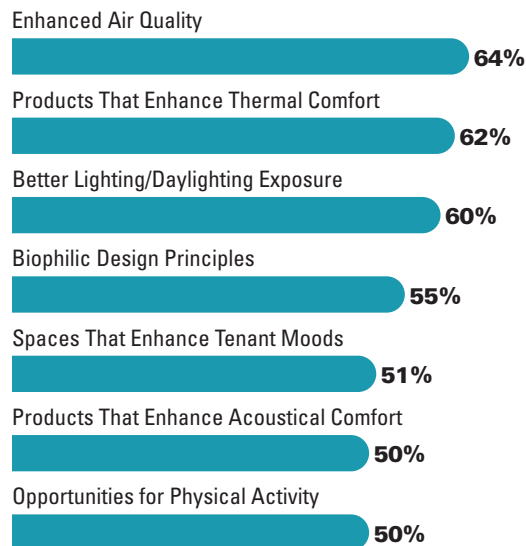 Enhanced Air Quality
64%
Products That Enhance Thermal Comfort
62%
Better Lighting/Daylighting Exposure
60%
Biophilic Design Principles
55%
Spaces That Enhance Tenant Moods
51%
Products That Enhance Acoustical Comfort
50%
Opportunities for Physical Activity
50%